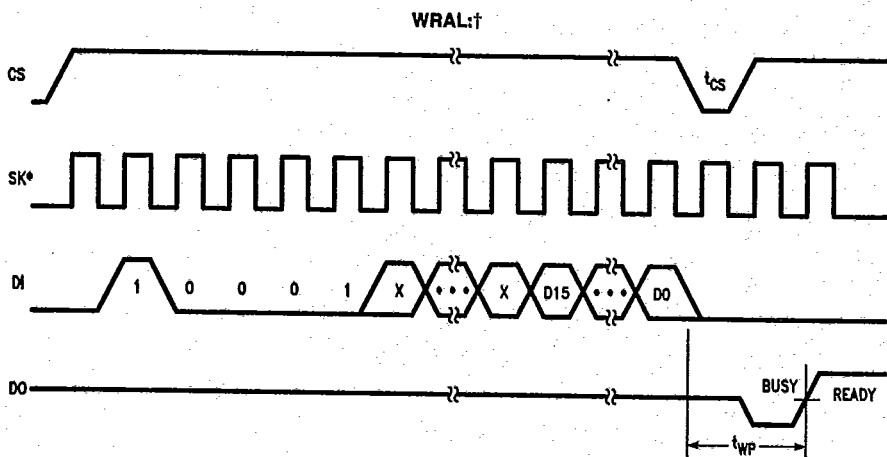 WRAL:†
CS
tCS
SK*
DI
1 0 0 0 1 X • • • X D15 • • • D0
DO
BUSY
READY
tWP